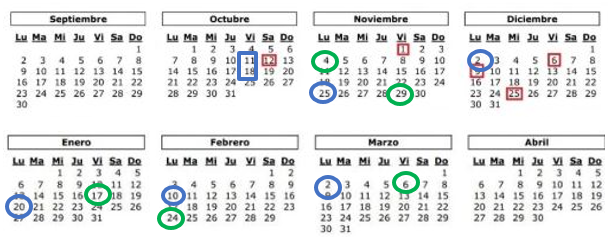 Septiembre
Lu Ma Mi Ju Vi Sa Do
1
2 3 4 5 6 7 8
9 10 11 12 13 14 15
16 17 18 19 20 21 22
23 24 25 26 27 28 29
30 31
Octubre
Lu Ma Mi Ju Vi Sa Do
1 2 3 4 5 6
7 8 9 10 11 12 13
14 15 16 17 18 19 20
21 22 23 24 25 26 27
28 29 30 31
Noviembre
Lu Ma Mi Ju Vi Sa Do
1 2 3
4 5 6 7 8 9 10
11 12 13 14 15 16 17
18 19 20 21 22 23 24
25 26 27 28 29 30
Diciembre
Lu Ma Mi Ju Vi Sa Do
1
2 3 4 5 6 7 8
9 10 11 12 13 14 15
16 17 18 19 20 21 22
23 24 25 26 27 28 29
30 31
Enero
Lu Ma Mi Ju Vi Sa Do
1 2 3 4 5
6 7 8 9 10 11 12
13 14 15 16 17 18 19
20 21 22 23 24 25 26
27 28 29 30 31
Febrero
Lu Ma Mi Ju Vi Sa Do
1 2
3 4 5 6 7 8 9
10 11 12 13 14 15 16
17 18 19 20 21 22 23
24 25 26 27 28 29
Marzo
Lu Ma Mi Ju Vi Sa Do
1
2 3 4 5 6 7 8
9 10 11 12 13 14 15
16 17 18 19 20 21 22
23 24 25 26 27 28 29
30 31
Abril
Lu Ma Mi Ju Vi Sa Do
1 2 3 4 5
6 7 8 9 10 11 12
13 14 15 16 17 18 19
20 21 22 23 24 25 26
27 28 29 30